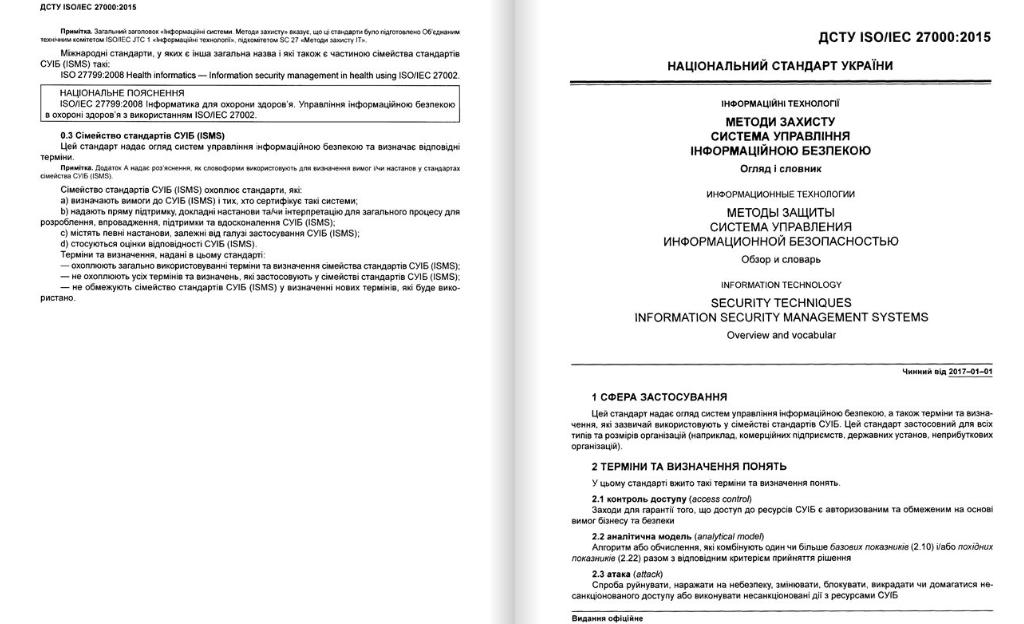 ДСТУ ISO/IEC 27000:2015
Примітка. Загальний заголовок «Інформаційні системи. Методи захисту» вказує, що ці стандарти було підготовлено Об’єднаним
технічним комітетом ISO/IEC JTC 1 «Інформаційні технології», підкомітетом SC 27 «Методи захисту ІТ».
Міжнародні стандарти, у яких є інша загальна назва і які також є частиною сімейства стандартів
СУІБ (ISMS) такі:
ISO 27799:2008 Health informatics — Information security management in health using ISO/IEC 27002.
НАЦІОНАЛЬНЕ ПОЯСНЕННЯ
ISO/IEC 27799:2008 Інформатика для охорони здоров’я. Управління інформаційною безпекою
в охороні здоров’я з використанням ISO/IEC 27002.
0.3 Сімейство стандартів СУІБ (ISMS)
Цей стандарт надає огляд систем управління інформаційною безпекою та визначає відповідні
терміни.
Примітка. Додаток А надає роз’яснення, як словоформи використовують для визначення вимог і/чи настанов у стандартах
сімейства СУІБ (ISMS).
Сімейство стандартів СУІБ (ISMS) охоплює стандарти, які:
a) визначають вимоги до СУІБ (ISMS) і тих, хто сертифікує такі системи;
b) надають пряму підтримку, докладні настанови та/чи інтерпретацію для загального процесу для
розроблення, впровадження, підтримки та вдосконалення СУІБ (ISMS);
c) містять певні настанови, залежні від галузі застосування СУІБ (ISMS);
d) стосуються оцінки відповідності СУІБ (ISMS).
Терміни та визначення, надані в цьому стандарті:
— охоплюють загально використовуванні терміни та визначення сімейства стандартів СУІБ (ISMS);
— не охоплюють усіх термінів та визначень, які застосовують у сімействі стандартів СУІБ (ISMS);
— не обмежують сімейство стандартів СУІБ (ISMS) у визначенні нових термінів, які буде вико-
ристано.
ДСТУ ISO/IEC 27000:2015
НАЦІОНАЛЬНИЙ СТАНДАРТ УКРАЇНИ
ІНФОРМАЦІЙНІ ТЕХНОЛОГІЇ
МЕТОДИ ЗАХИСТУ
СИСТЕМА УПРАВЛІННЯ
ІНФОРМАЦІЙНОЮ БЕЗПЕКОЮ
Огляд і словник
ИНФОРМАЦИОННЫЕ ТЕХНОЛОГИИ
МЕТОДЫ ЗАЩИТЫ
СИСТЕМА УПРАВЛЕНИЯ
ИНФОРМАЦИОННОЙ БЕЗОПАСНОСТЬЮ
Обзор и словарь
INFORMATION TECHNOLOGY
SECURITY TECHNIQUES
INFORMATION SECURITY MANAGEMENT SYSTEMS
Overview and vocabular
Чинний від 2017–01–01
1 СФЕРА ЗАСТОСУВАННЯ
Цей стандарт надає огляд систем управління інформаційною безпекою, а також терміни та визна-
чення, які зазвичай використовують у сімействі стандартів СУІБ. Цей стандарт застосовний для всіх
типів та розмірів організацій (наприклад, комерційних підприємств, державних установ, неприбуткових
організацій).
2 ТЕРМІНИ ТА ВИЗНАЧЕННЯ ПОНЯТЬ
У цьому стандарті вжито такі терміни та визначення понять.
2.1 контроль доступу (access control)
Заходи для гарантії того, що доступ до ресурсів СУІБ є авторизованим та обмеженим на основі
вимог бізнесу та безпеки
2.2 аналітична модель (analytical model)
Алгоритм або обчислення, які комбінують один чи більше базових показників (2.10) і/або похідних
показників (2.22) разом з відповідним критерієм прийняття рішення
2.3 атака (attack)
Спроба руйнувати, наражати на небезпеку, змінювати, блокувати, викрадати чи домагатися не-
санкціонованого доступу або виконувати несанкціоновані дії з ресурсами СУІБ
Видання офіційне